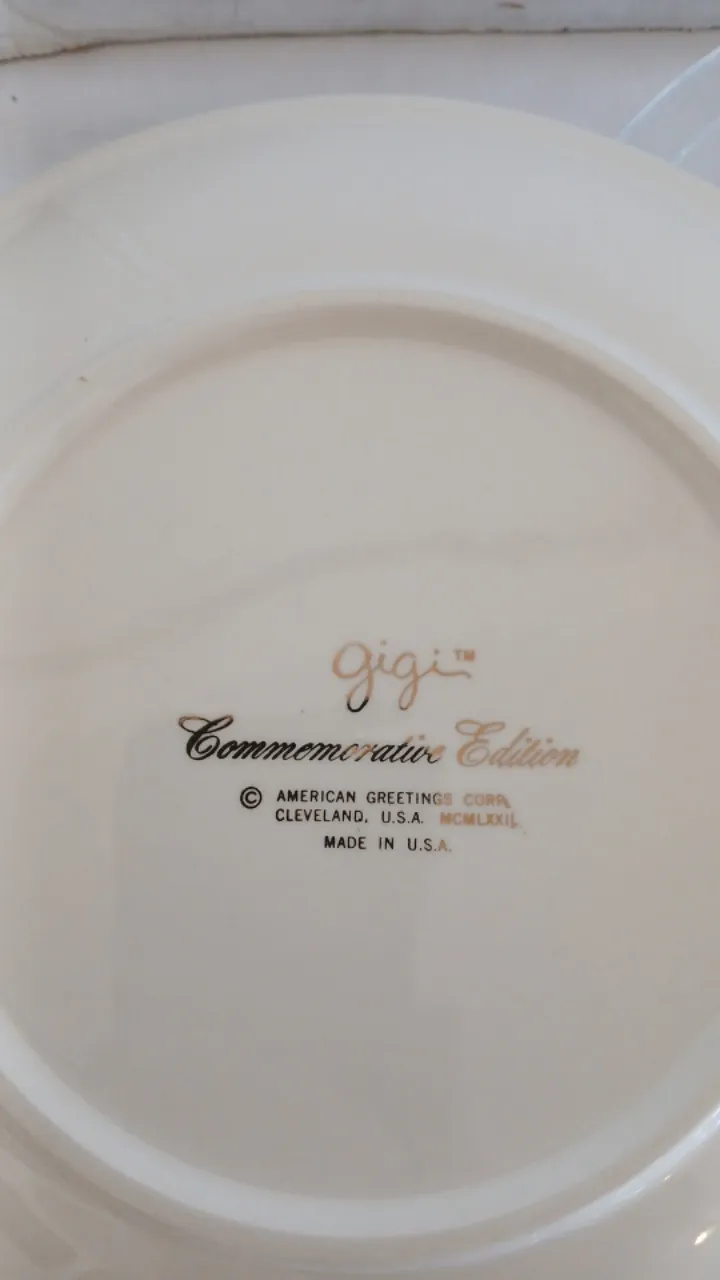 gigi™
Commemorative Edition
© AMERICAN GREETINGS CORP.
CLEVELAND, U.S.A. MCMLXXII
MADE IN U.S.A.